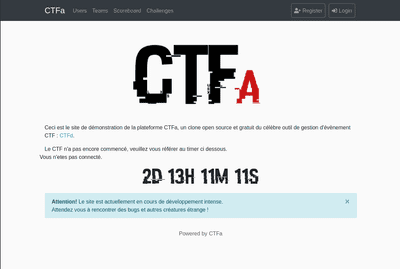 CTFa Users Teams Scoreboard Challenges Register Login
CTFA
Ceci est le site de démonstration de la plateforme CTFa, un clone open source et gratuit du célèbre outil de gestion d'événement
CTF : CTFd.
Le CTF n'a pas encore commencé, veuillez vous référer au timer ci dessous.
Vous n'etes pas connecté.
2D 13H 11M 11S
Attention! Le site est actuellement en cours de développement intense. ×
Attendez vous à rencontrer des bugs et autres créatures étrange !
Powered by CTFa